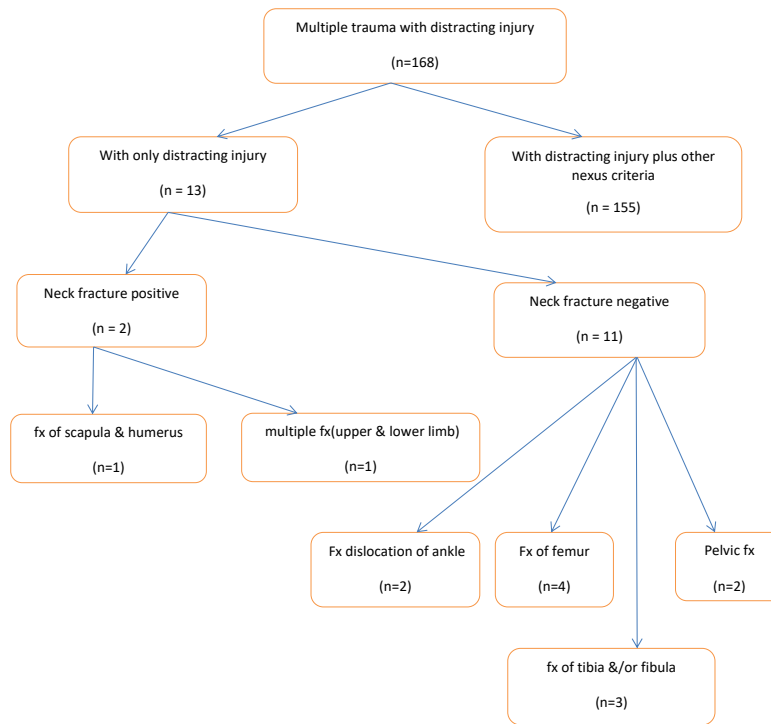 Multiple trauma with distracting injury
(n=168)
With only distracting injury
(n = 13)
With distracting injury plus other
nexus criteria
(n = 155)
Neck fracture positive
(n = 2)
Neck fracture negative
(n = 11)
fx of scapula & humerus
(n=1)
multiple fx(upper & lower limb)
(n=1)
Fx dislocation of ankle
(n=2)
Fx of femur
(n=4)
Pelvic fx
(n=2)
fx of tibia &/or fibula
(n=3)